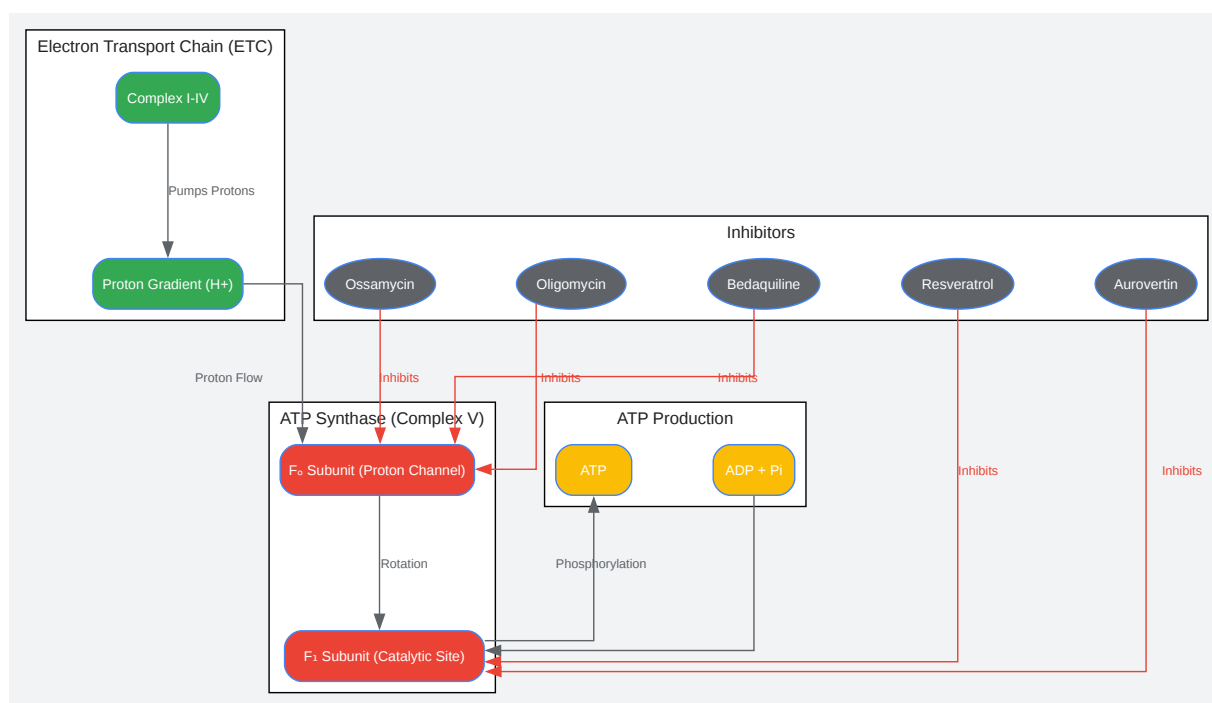 Electron Transport Chain (ETC)
Complex I-IV
Pumps Protons
Proton Gradient (H+)
Inhibitors
Ossamycin
Oligomycin
Bedaquiline
Resveratrol
Aurovertin
Proton Flow
Inhibits
Inhibits
Inhibits
ATP Synthase (Complex V)
ATP Production
Fₒ Subunit (Proton Channel)
ATP
ADP + Pi
Inhibits
Inhibits
Rotation
Phosphorylation
F₁ Subunit (Catalytic Site)